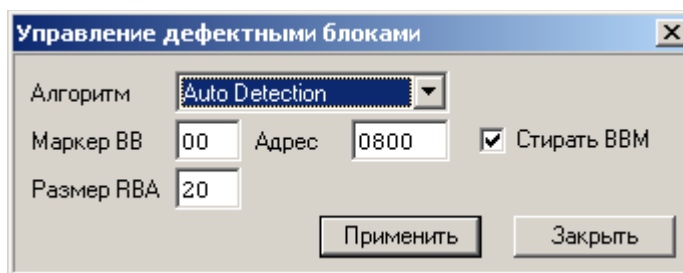 Управление дефектными блоками
Алгоритм Auto Detection
Маркер BB 00 Адрес 0800 Стирать BBM
Размер RBA 20
Применить Закрыть